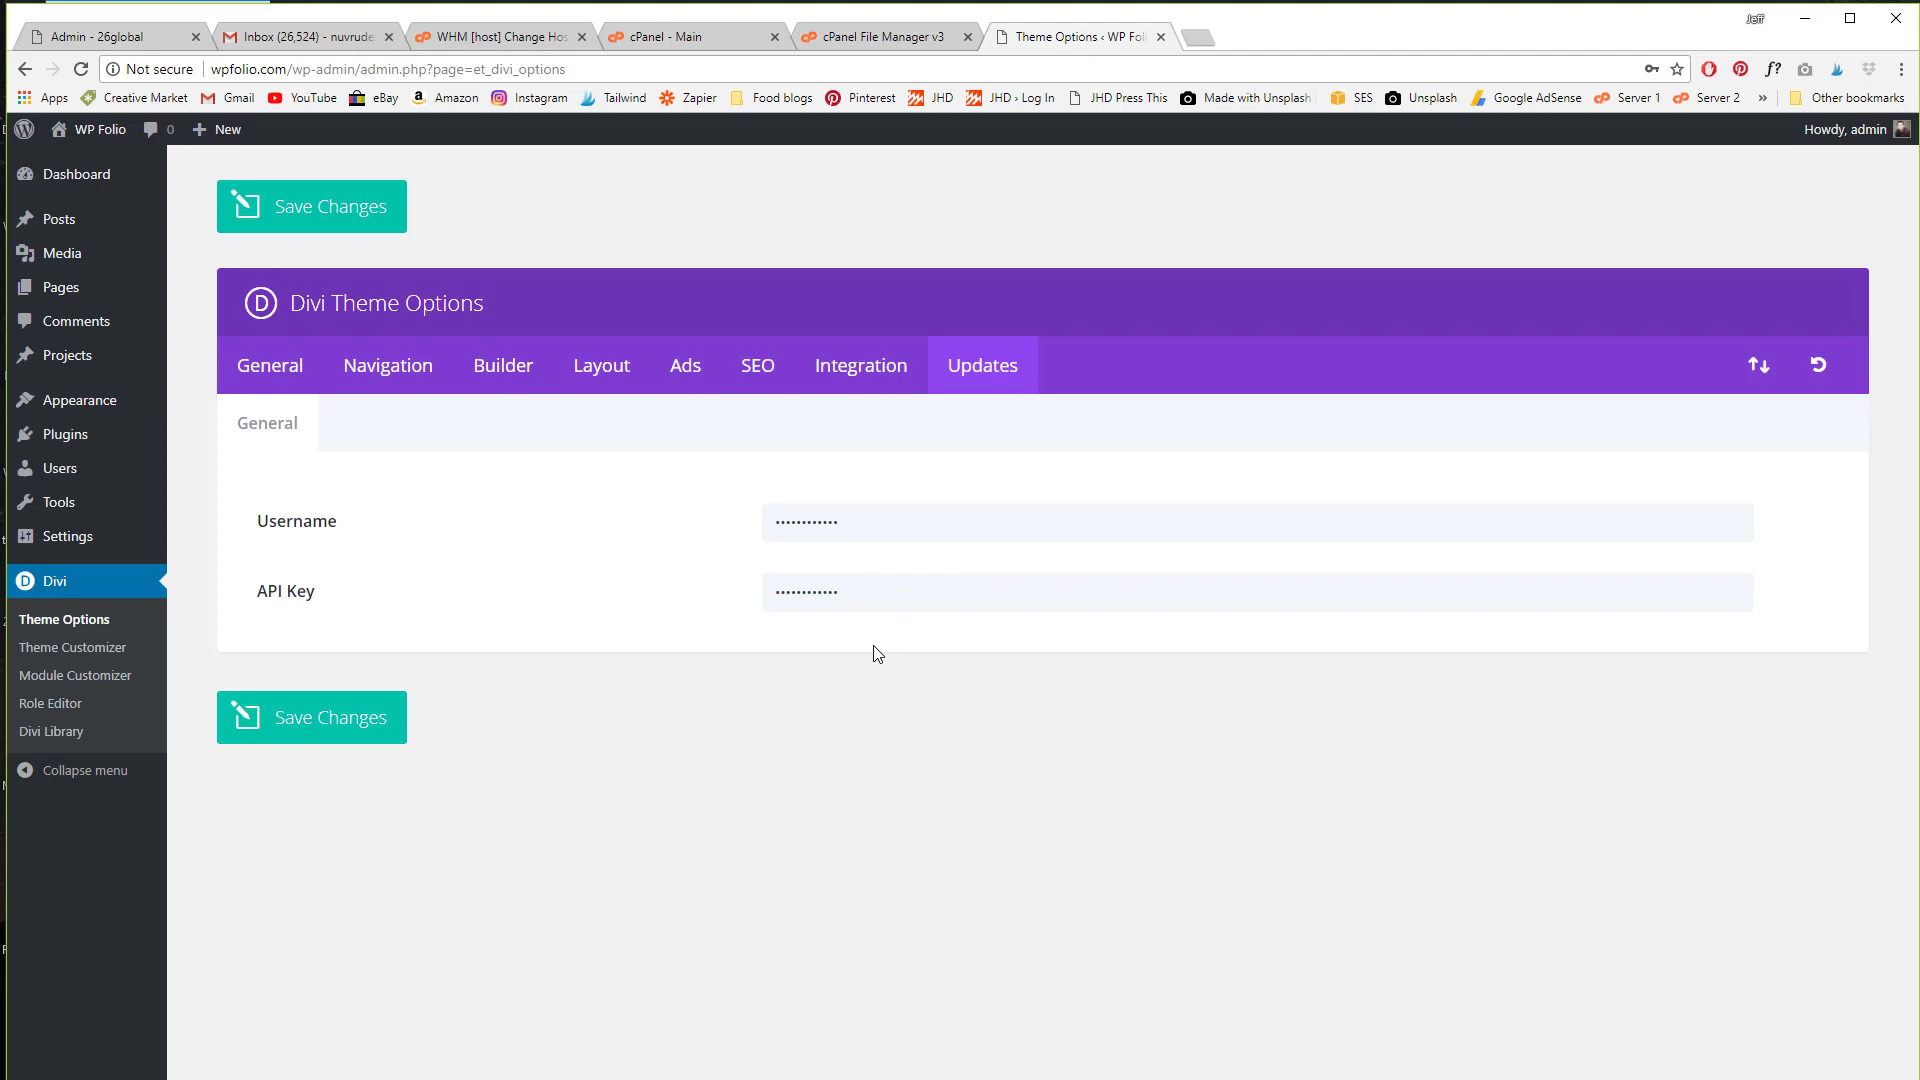 Jeff
Admin - 26global
Inbox (26,524) - nuvrude
WHM [host] Change Hos
cPanel - Main
cPanel File Manager v3
Theme Options ‹ WP Foli
Not secure
wpfolio.com/wp-admin/admin.php?page=et_divi_options
f?
Apps
Creative Market
Gmail
YouTube
eBay
Amazon
Instagram
Tailwind
Zapier
Food blogs
Pinterest
JHD
JHD › Log In
JHD Press This
Made with Unsplash
SES
Unsplash
Google AdSense
Server 1
Server 2
»
Other bookmarks
WP Folio
0
New
Howdy, admin
Dashboard
Posts
Media
Pages
Comments
Projects
Appearance
Plugins
Users
Tools
Settings
Divi
Theme Options
Theme Customizer
Module Customizer
Role Editor
Divi Library
Collapse menu
Save Changes
D Divi Theme Options
General
Navigation
Builder
Layout
Ads
SEO
Integration
Updates
General
Username
••••••••••••
API Key
••••••••••••
Save Changes